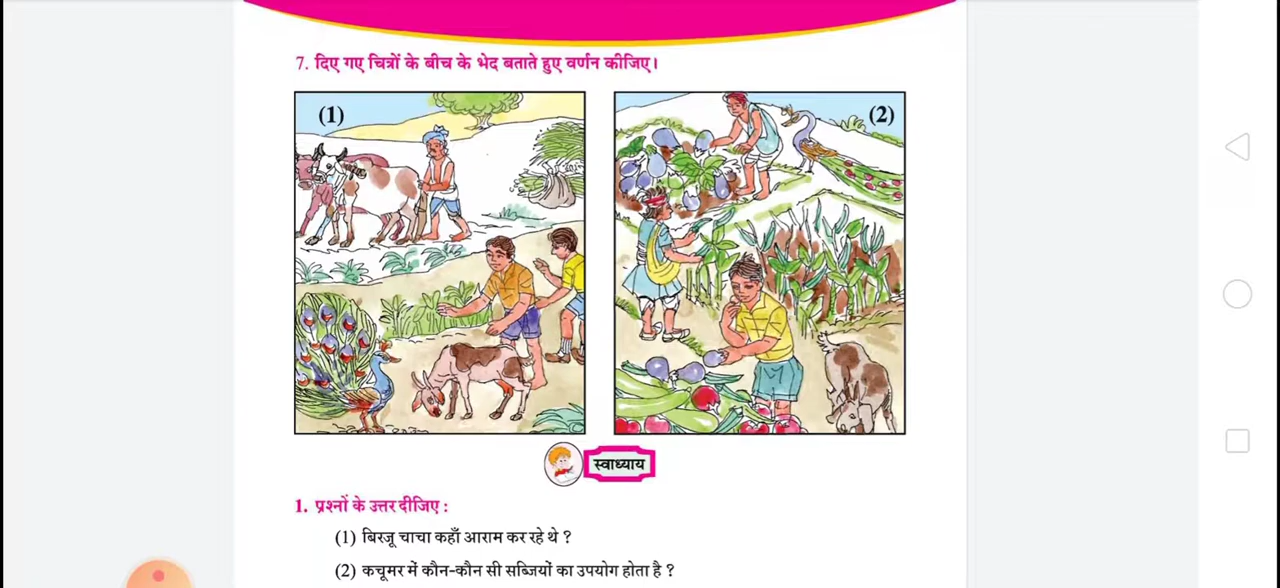 7. दिए गए चित्रों के बीच के भेद बताते हुए वर्णन कीजिए।
(1)
(2)
स्वाध्याय
1. प्रश्नों के उत्तर दीजिए :
(1) बिरजू चाचा कहाँ आराम कर रहे थे ?
(2) कचूमर में कौन-कौन सी सब्जियों का उपयोग होता है ?